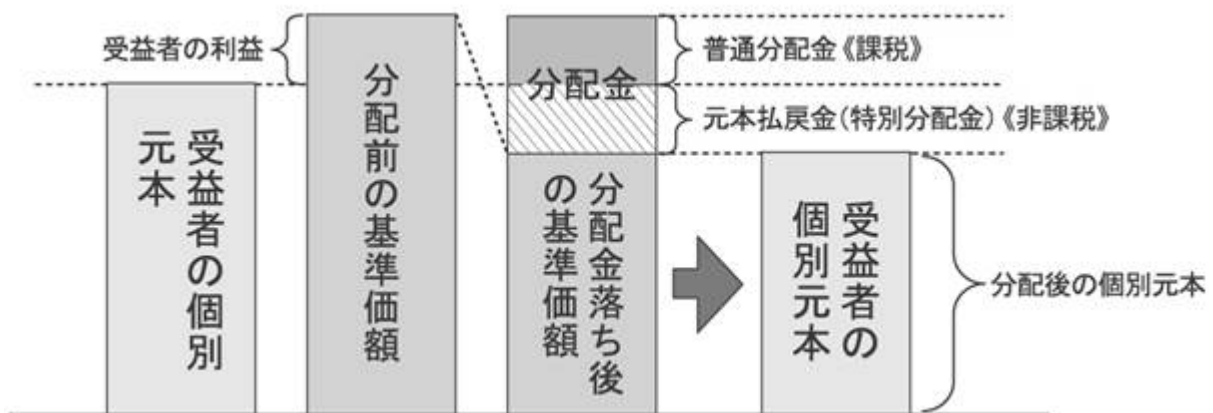 受益者の利益
受益者の個別
元本
分配前の基準価額
分配金
分配金落ち後
の基準価額
普通分配金《課税》
元本払戻金(特別分配金)《非課税》
受益者の
個別元本
分配後の個別元本